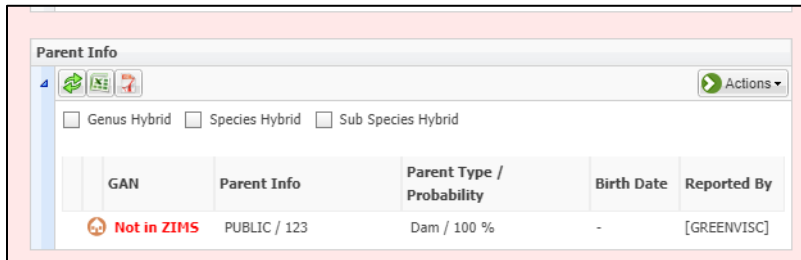 Parent Info
Actions
Genus Hybrid Species Hybrid Sub Species Hybrid
GAN Parent Info Parent Type / Probability Birth Date Reported By
Not in ZIMS PUBLIC / 123 Dam / 100 % - [GREENVISC]